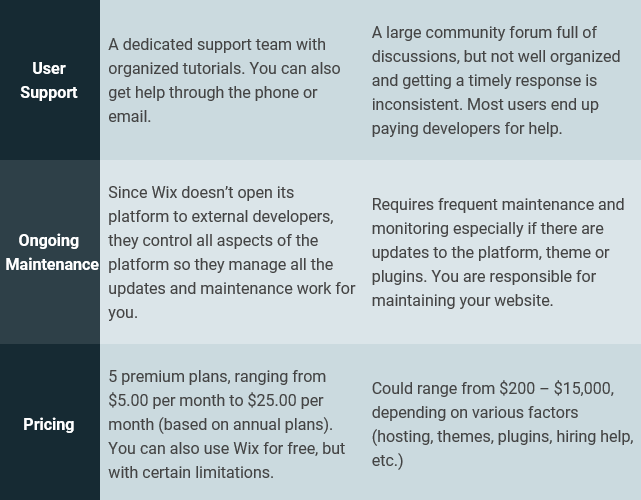 User
Support
A dedicated support team with
organized tutorials. You can also
get help through the phone or
email.
A large community forum full of
discussions, but not well organized
and getting a timely response is
inconsistent. Most users end up
paying developers for help.
Ongoing
Maintenance
Since Wix doesn’t open its
platform to external developers,
they control all aspects of the
platform so they manage all the
updates and maintenance work for
you.
Requires frequent maintenance and
monitoring especially if there are
updates to the platform, theme or
plugins. You are responsible for
maintaining your website.
Pricing
5 premium plans, ranging from
$5.00 per month to $25.00 per
month (based on annual plans).
You can also use Wix for free, but
with certain limitations.
Could range from $200 – $15,000,
depending on various factors
(hosting, themes, plugins, hiring help,
etc.)